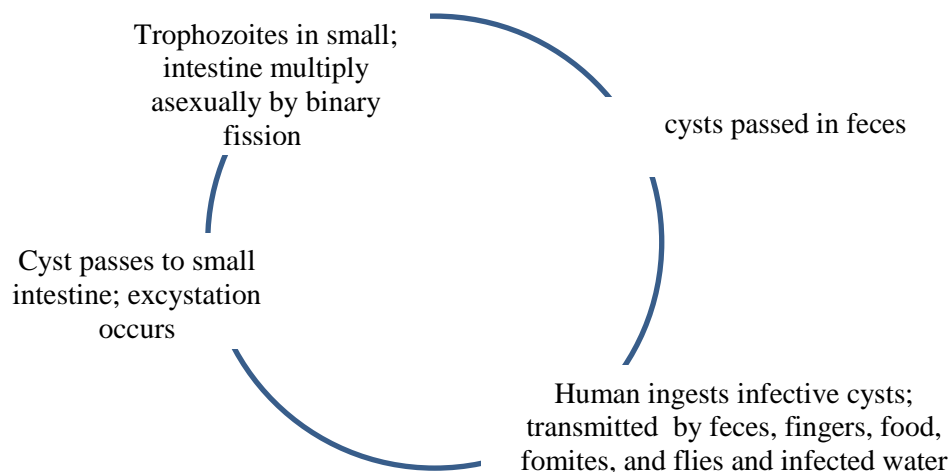 Trophozoites in small;
intestine multiply
asexually by binary
fission
cysts passed in feces
Human ingests infective cysts;
transmitted by feces, fingers, food,
fomites, and flies and infected water
Cyst passes to small
intestine; excystation
occurs